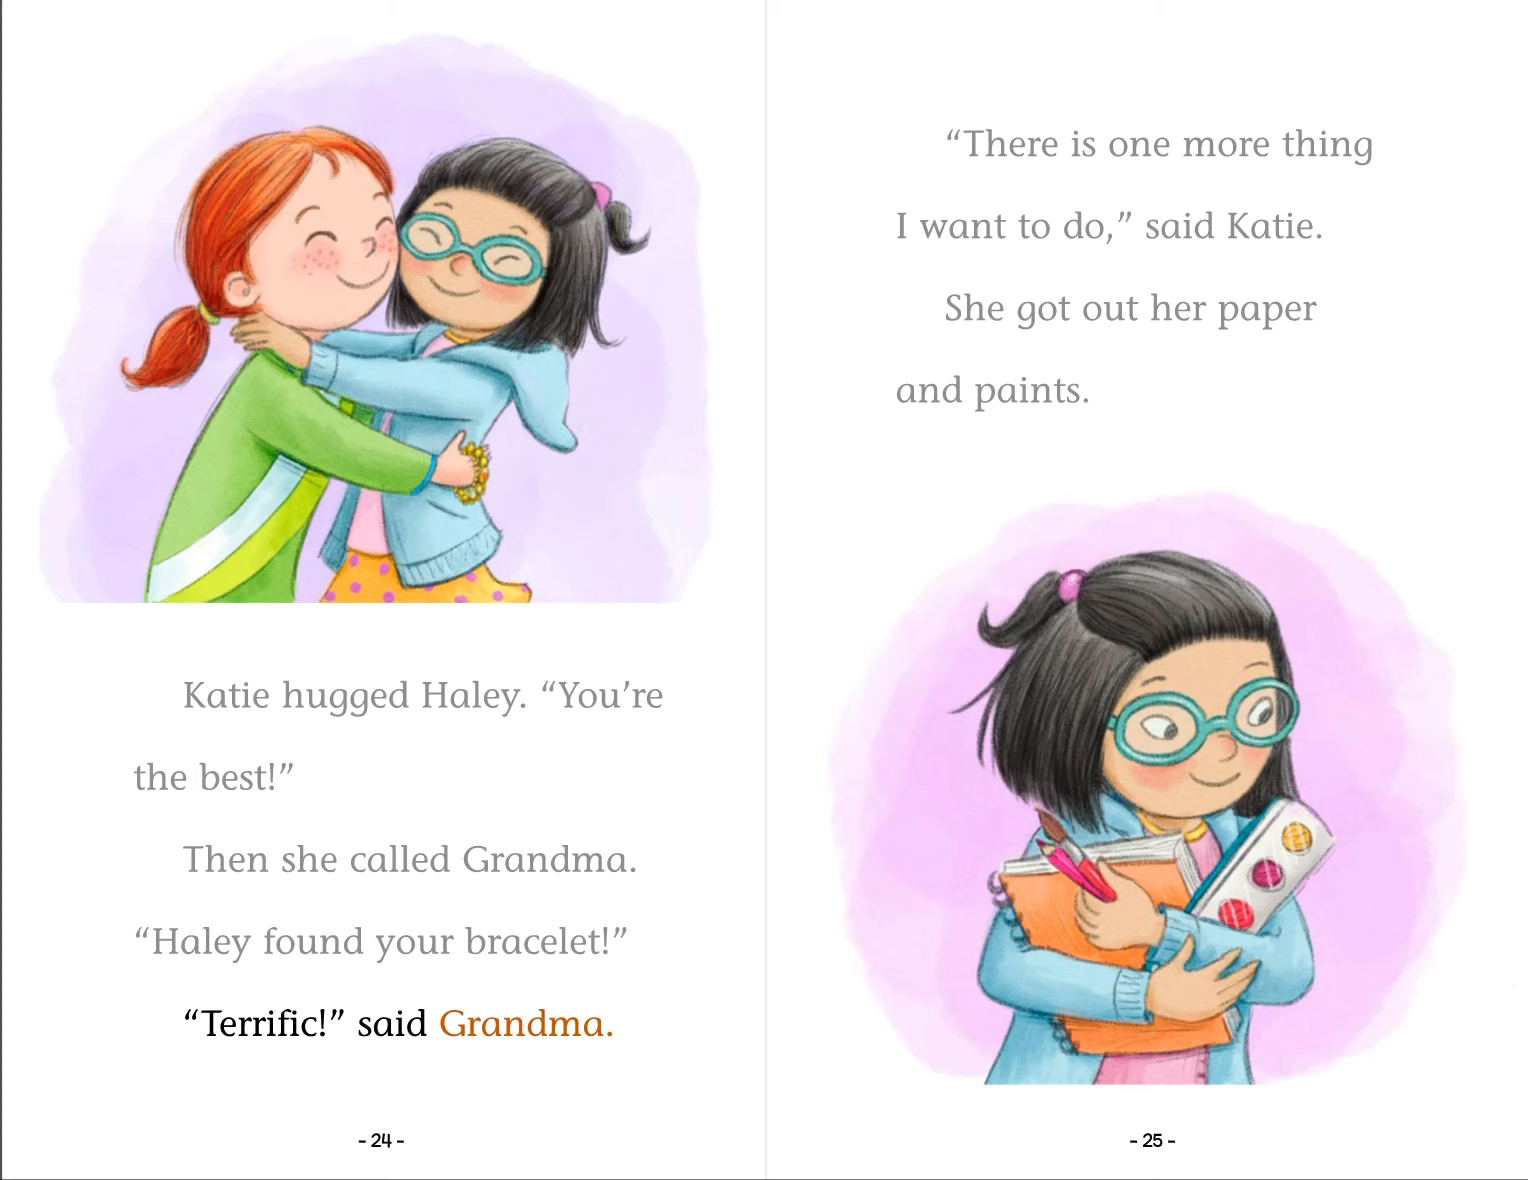 Katie hugged Haley. “You’re
the best!”
Then she called Grandma.
“Haley found your bracelet!”
“Terrific!” said Grandma.
- 24 -
“There is one more thing
I want to do,” said Katie.
She got out her paper
and paints.
- 25 -